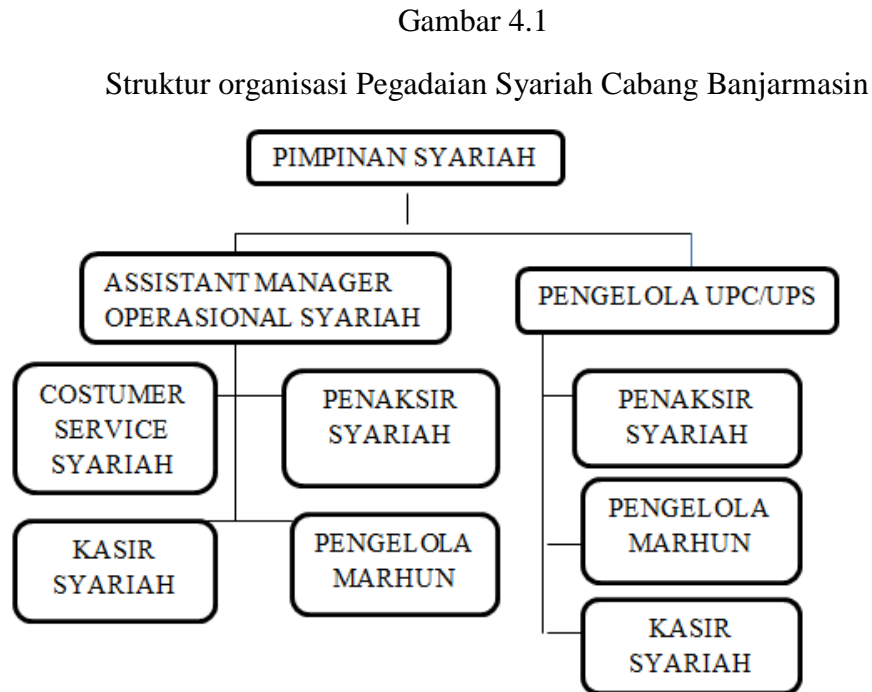 Gambar 4.1
Struktur organisasi Pegadaian Syariah Cabang Banjarmasin
PIMPINAN SYARIAH
ASSISTANT MANAGER
OPERASIONAL SYARIAH
PENGELOLA UPC/UPS
COSTUMER
SERVICE
SYARIAH
PENAKSIR
SYARIAH
KASIR
SYARIAH
PENGELOLA
MARHUN
PENAKSIR
SYARIAH
PENGELOLA
MARHUN
KASIR
SYARIAH